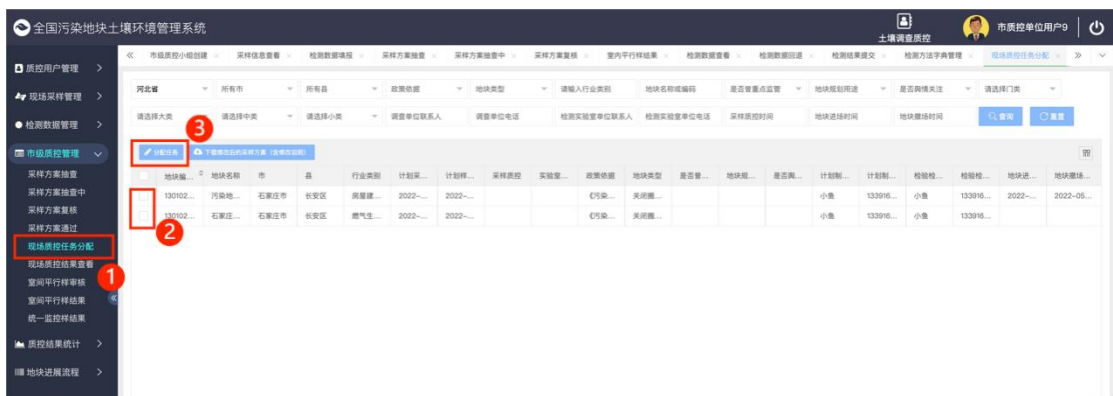 全国污染地块土壤环境管理系统
土壤调查质控
市质控单位用户9
质控用户管理
现场采样管理
检测数据管理
市级质控管理
采样方案抽查
采样方案抽查中
采样方案复核
采样方案通过
现场质控任务分配
现场质控结果查看
室间平行样审核
室间平行样结果
统一监控样结果
质控结果统计
地块进展流程
1
市级质控小组创建 × 采样信息查看 × 检测数据填报 × 采样方案抽查 × 采样方案抽查中 × 采样方案复核 × 室内平行样结果 × 检测数据查看 × 检测数据回退 × 检测结果提交 × 检测方法字典管理 × 现场质控任务分配 ×
河北省 所有市 所有县 政策依据 地块类型 请输入行业类别 地块名称或编码 是否曾重点监管 地块规划用途 是否舆情关注 请选择门类
请选择大类 请选择中类 请选择小类 调查单位联系人 调查单位电话 检测实验室单位联系人 检测实验室单位电话 采样质控时间 地块进场时间 地块撤场时间 查询 重置
3
分配任务 下载修改后的采样方案（含修改说明）
地块编... 地块名称 市 县 行业类别 计划采... 计划样... 采样质控 实验室... 政策依据 地块类型 是否曾... 地块规... 是否舆... 计划制... 计划制... 检验检... 检验检... 地块进... 地块撤场...
130102... 污染地... 石家庄市 长安区 房屋建... 2022-... 2022-... 《污染... 关闭搬... 小鱼 133916... 小鱼 133916... 2022-... 2022-05...
130102... 石家庄... 石家庄市 长安区 燃气生... 2022-... 2022-... 《污染... 关闭搬... 小鱼 133916... 小鱼 133916...
2